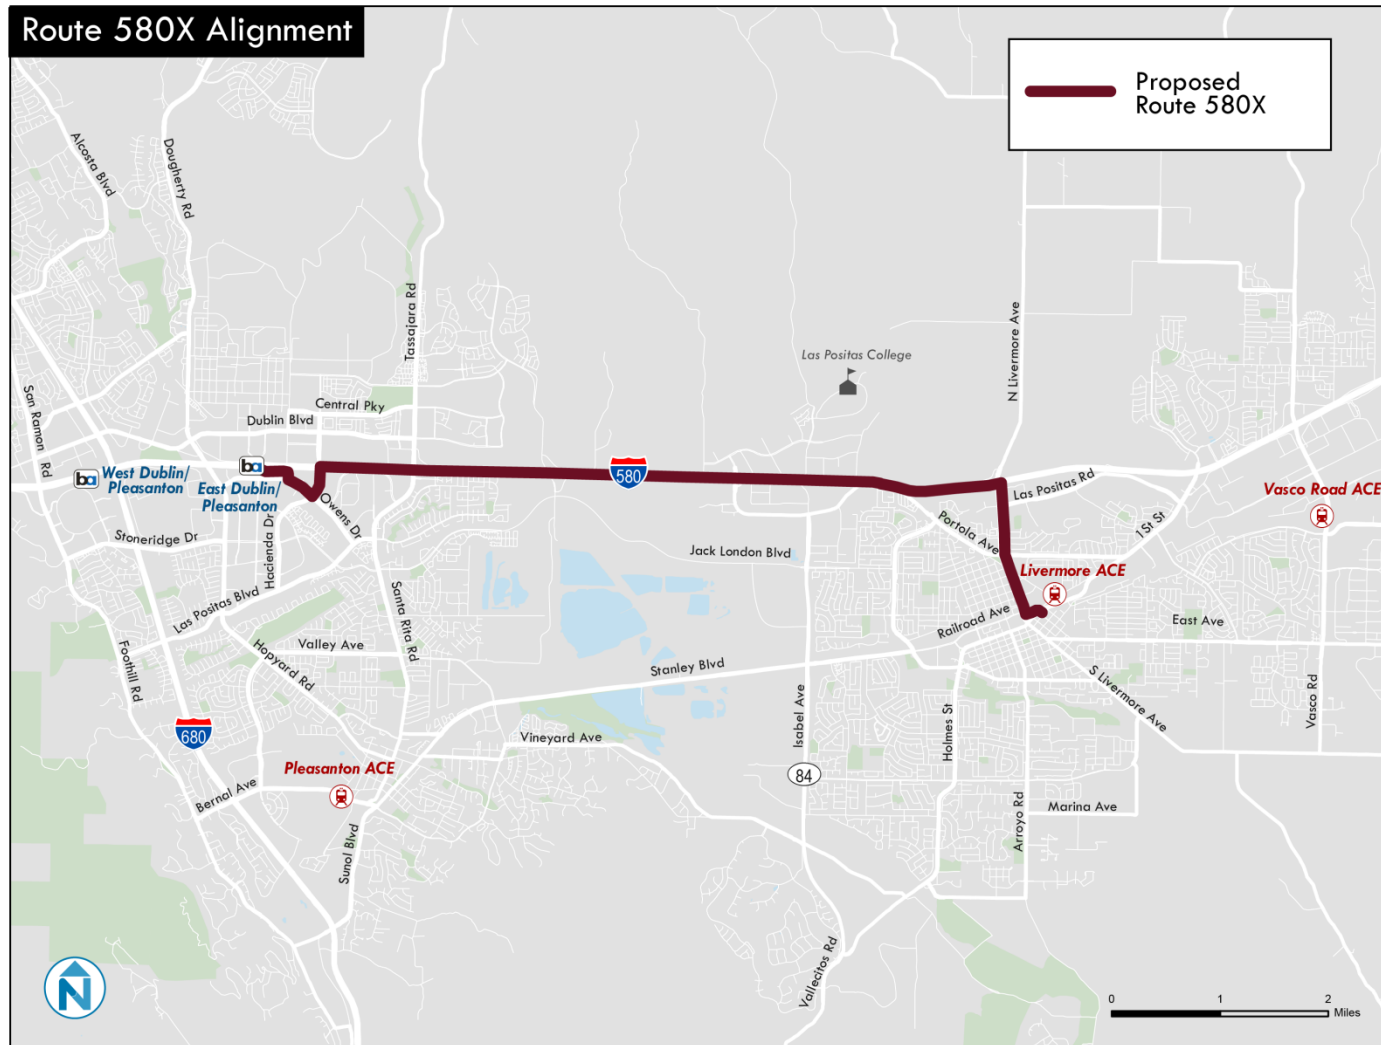 Route 580X Alignment
Proposed
Route 580X
Alcosta Blvd
Dougherty Rd
Tassajara Rd
N Livermore Ave
Las Positas College
San Ramon Rd
Central Pky
Dublin Blvd
ba
West Dublin/
Pleasanton
ba
East Dublin/
Pleasanton
580
Las Positas Rd
Vasco Road ACE
Owens Dr
Hacienda Dr
Stoneridge Dr
Portola Ave
1St St
Jack London Blvd
Livermore ACE
Las Positas Blvd
Santa Rita Rd
Railroad Ave
East Ave
Foothill Rd
Hopyard Rd
Valley Ave
Stanley Blvd
S Livermore Ave
Isabel Ave
Holmes St
Vasco Rd
680
Vineyard Ave
Pleasanton ACE
84
Bernal Ave
Sunol Blvd
Arroyo Rd
Marina Ave
Vallecitos Rd
N
0 1 2
Miles